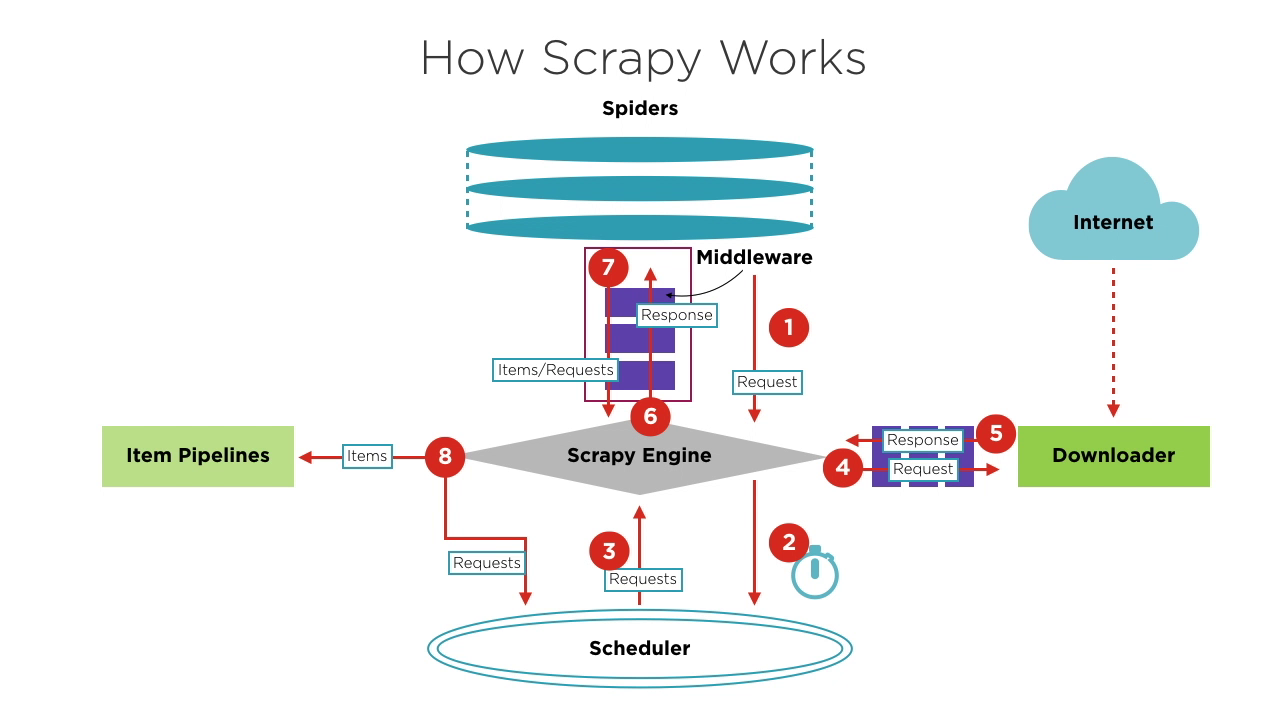 How Scrapy Works
Spiders
Internet
Middleware
7
Response
1
Items/Requests
Request
6
Item Pipelines
Items
8
Scrapy Engine
Response
5
4
Request
Downloader
2
3
Requests
Requests
Scheduler